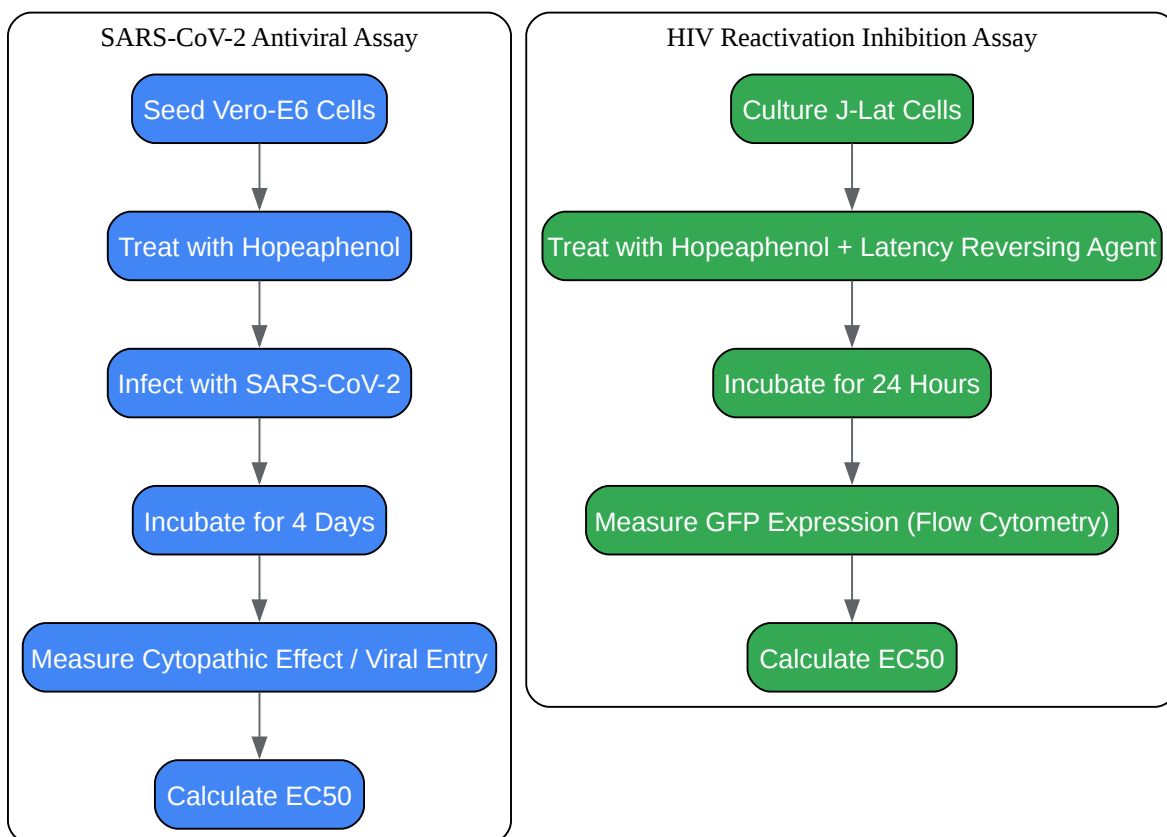 SARS-CoV-2 Antiviral Assay
Seed Vero-E6 Cells
Treat with Hopeaphenol
Infect with SARS-CoV-2
Incubate for 4 Days
Measure Cytopathic Effect / Viral Entry
Calculate EC50
HIV Reactivation Inhibition Assay
Culture J-Lat Cells
Treat with Hopeaphenol + Latency Reversing Agent
Incubate for 24 Hours
Measure GFP Expression (Flow Cytometry)
Calculate EC50